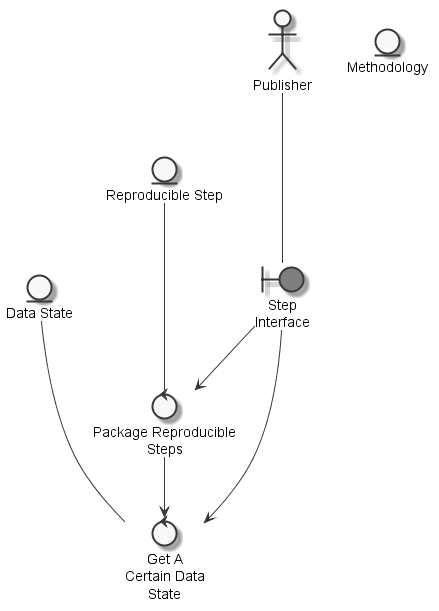 Publisher
Methodology
Reproducible Step
Data State
Step
Interface
Package Reproducible
Steps
Get A
Certain Data
State